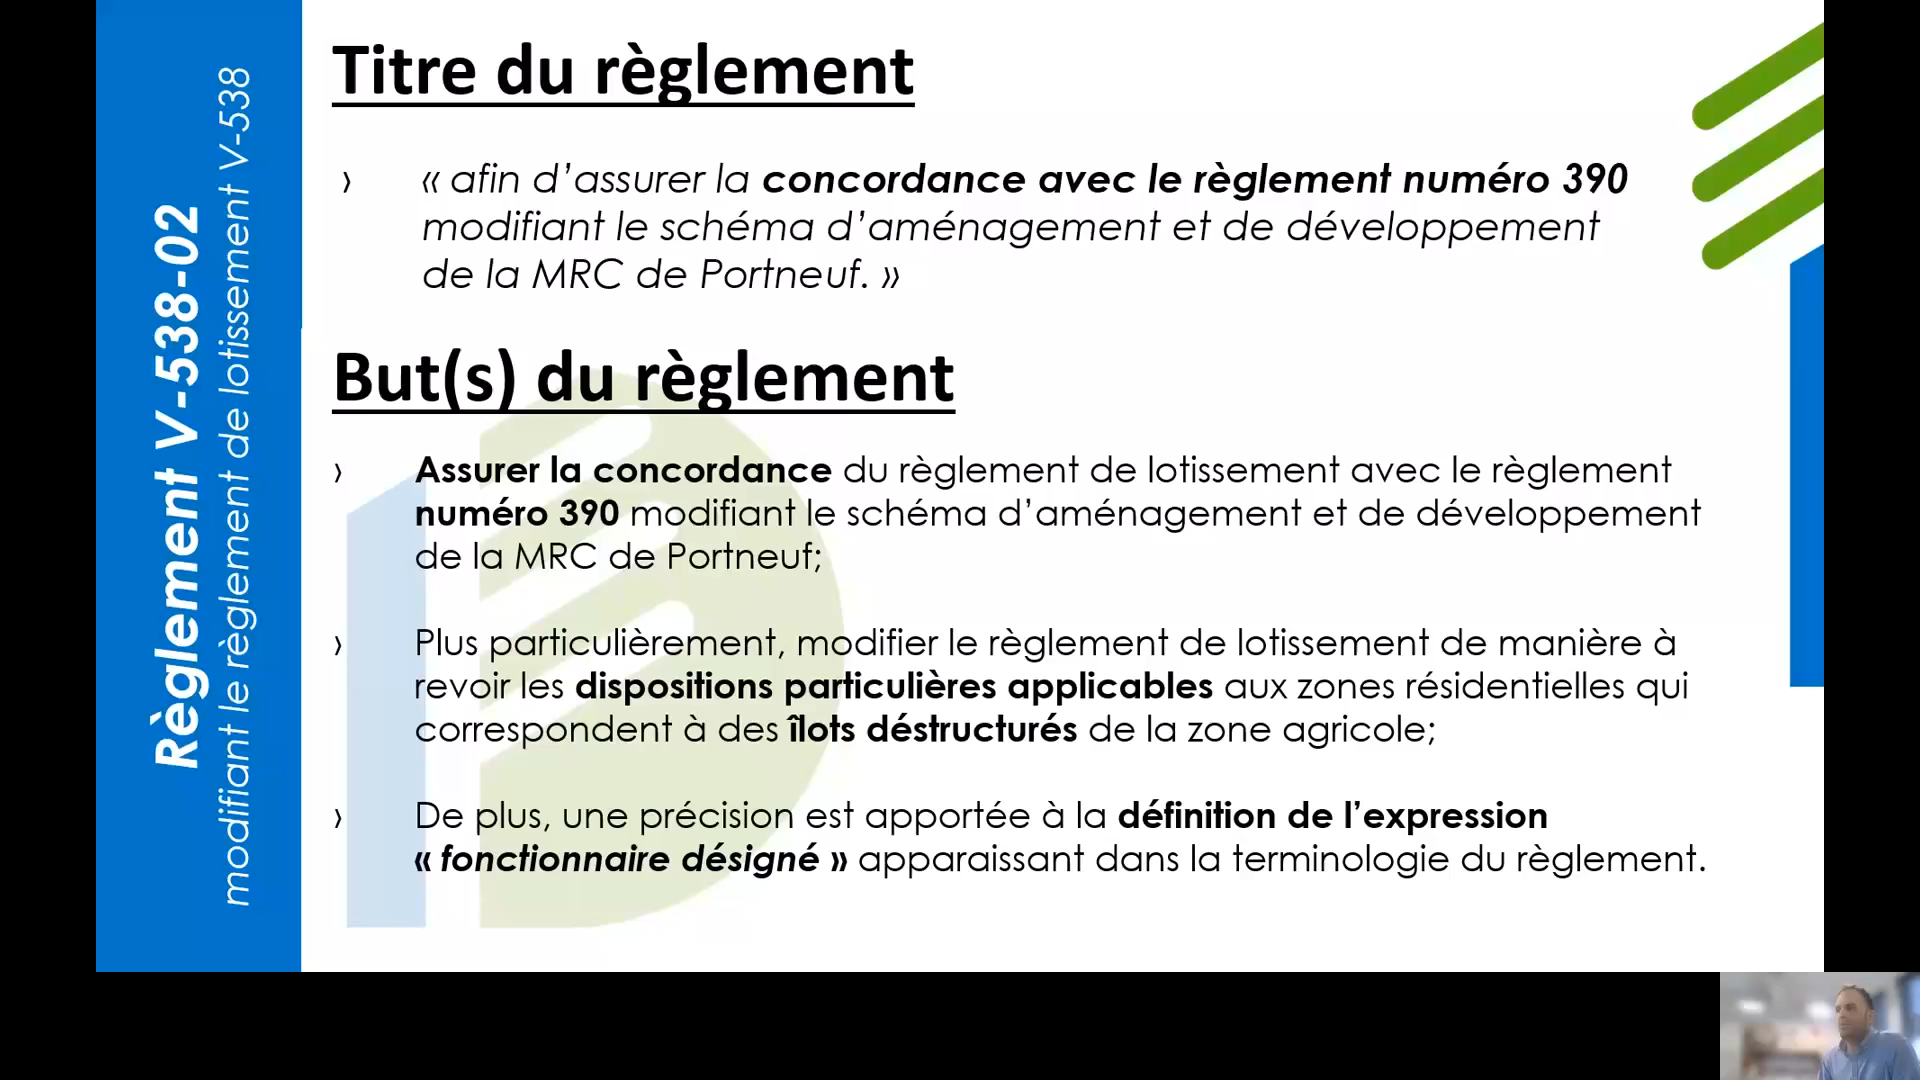 Règlement V-538-02
modifiant le règlement de lotissement V-538
Titre du règlement
› « afin d’assurer la concordance avec le règlement numéro 390
modifiant le schéma d’aménagement et de développement
de la MRC de Portneuf. »
But(s) du règlement
› Assurer la concordance du règlement de lotissement avec le règlement
numéro 390 modifiant le schéma d’aménagement et de développement
de la MRC de Portneuf;
› Plus particulièrement, modifier le règlement de lotissement de manière à
revoir les dispositions particulières applicables aux zones résidentielles qui
correspondent à des îlots déstructurés de la zone agricole;
› De plus, une précision est apportée à la définition de l’expression
« fonctionnaire désigné » apparaissant dans la terminologie du règlement.